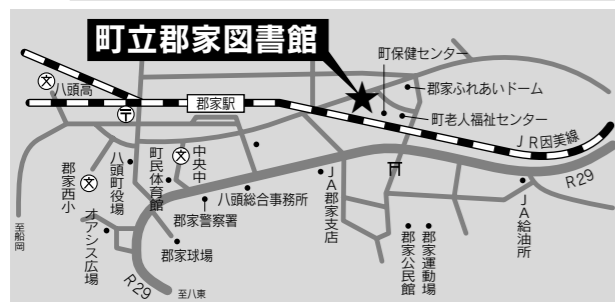 町立郡家図書館
町保健センター
八頭高
郡家ふれあいドーム
郡家駅
町老人福祉センター
JR因美線
中央中
八頭町役場
町民体育館
郡家西小
八頭総合事務所
JA郡家支店
R29
JA給油所
郡家警察署
オアシス広場
至船岡
郡家球場
郡家公民館
郡家運動場
R29
至八東